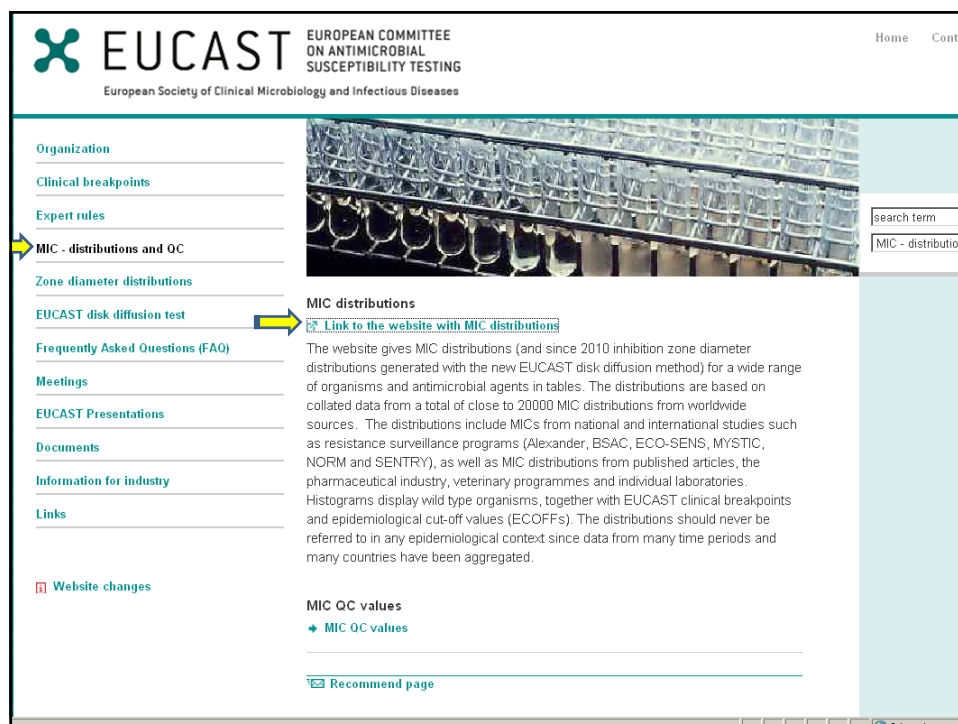 EUCAST
EUROPEAN COMMITTEE
ON ANTIMICROBIAL
SUSCEPTIBILITY TESTING
European Society of Clinical Microbiology and Infectious Diseases
Home
Organization
Clinical breakpoints
Expert rules
MIC - distributions and QC
Zone diameter distributions
EUCAST disk diffusion test
Frequently Asked Questions (FAQ)
Meetings
EUCAST Presentations
Documents
Information for industry
Links
Website changes
search term
MIC - distributio
MIC distributions
Link to the website with MIC distributions
The website gives MIC distributions (and since 2010 inhibition zone diameter
distributions generated with the new EUCAST disk diffusion method) for a wide range
of organisms and antimicrobial agents in tables. The distributions are based on
collated data from a total of close to 20000 MIC distributions from worldwide
sources. The distributions include MICs from national and international studies such
as resistance surveillance programs (Alexander, BSAC, ECO-SENS, MYSTIC,
NORM and SENTRY), as well as MIC distributions from published articles, the
pharmaceutical industry, veterinary programmes and individual laboratories.
Histograms display wild type organisms, together with EUCAST clinical breakpoints
and epidemiological cut-off values (ECOFFs). The distributions should never be
referred to in any epidemiological context since data from many time periods and
many countries have been aggregated.
MIC QC values
MIC QC values
Recommend page